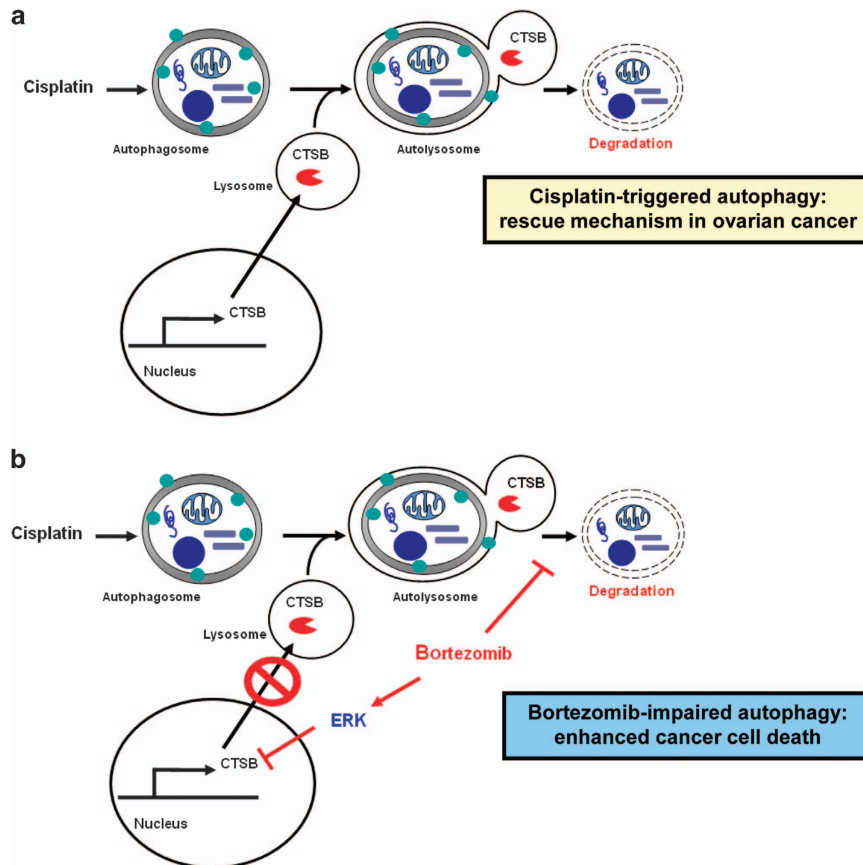 a
CTSB
Cisplatin
Autophagosome
CTSB
Lysosome
Autolysosome
Degradation
Cisplatin-triggered autophagy:
rescue mechanism in ovarian cancer
CTSB
Nucleus
b
CTSB
Cisplatin
Autophagosome
CTSB
Lysosome
Autolysosome
Degradation
Bortezomib
ERK
Bortezomib-impaired autophagy:
enhanced cancer cell death
CTSB
Nucleus